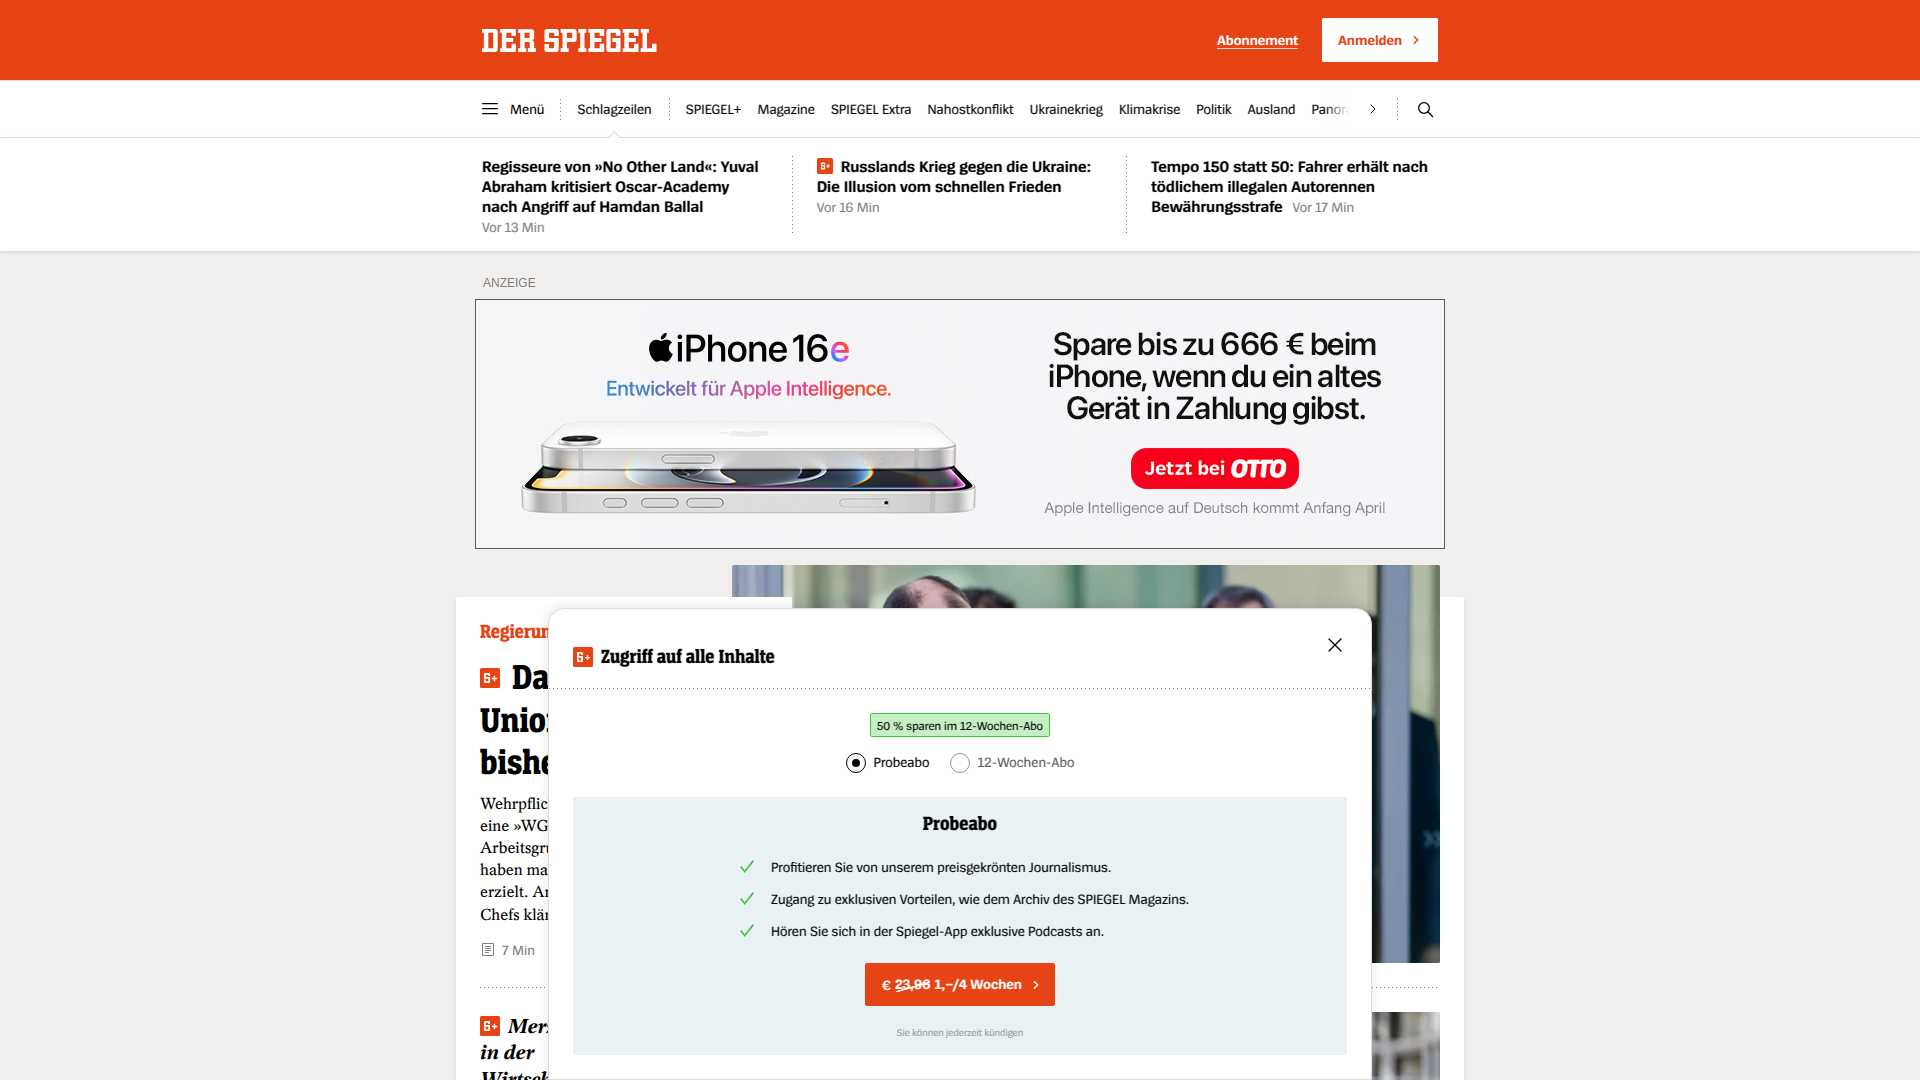 DER SPIEGEL
Abonnement
Anmelden
Menü
Schlagzeilen
SPIEGEL+
Magazine
SPIEGEL Extra
Nahostkonflikt
Ukrainekrieg
Klimakrise
Politik
Ausland
Regisseure von »No Other Land«: Yuval
Abraham kritisiert Oscar-Academy
nach Angriff auf Hamdan Ballal
Vor 13 Min
Russlands Krieg gegen die Ukraine:
Die Illusion vom schnellen Frieden
Vor 16 Min
Tempo 150 statt 50: Fahrer erhält nach
tödlichem illegalen Autorennen
Bewährungsstrafe Vor 17 Min
ANZEIGE
iPhone 16e
Entwickelt für Apple Intelligence.
Spare bis zu 666 € beim
iPhone, wenn du ein altes
Gerät in Zahlung gibst.
Jetzt bei OTTO
Apple Intelligence auf Deutsch kommt Anfang April
Regierun
Da
Unio
bishe
Wehrpflic
eine »WG
Arbeitsgru
haben ma
erzielt. Ar
Chefs klär
7 Min
Merz
in der
Wirtsch
Zugriff auf alle Inhalte
50 % sparen im 12-Wochen-Abo
Probeabo
12-Wochen-Abo
Probeabo
Profitieren Sie von unserem preisgekrönten Journalismus.
Zugang zu exklusiven Vorteilen, wie dem Archiv des SPIEGEL Magazins.
Hören Sie sich in der Spiegel-App exklusive Podcasts an.
€ 23,96 1,–/4 Wochen
Sie können jederzeit kündigen